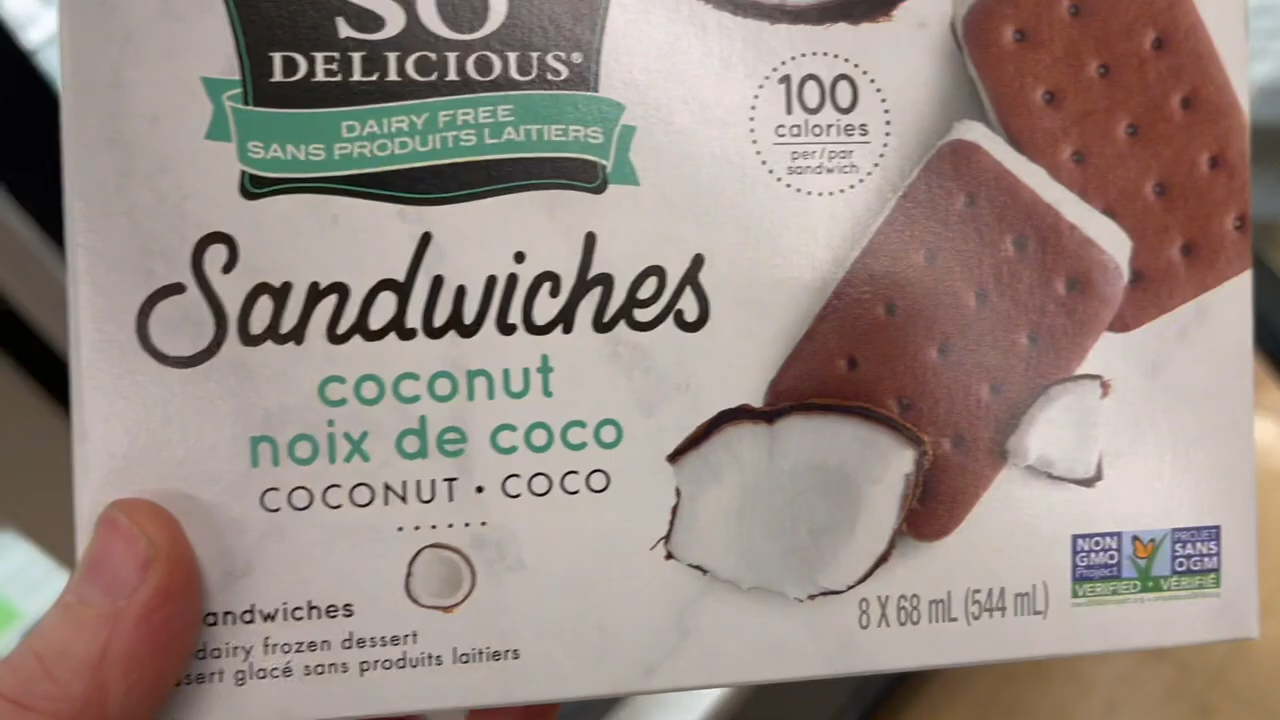 SO
DELICIOUS®
DAIRY FREE
SANS PRODUITS LAITIERS
100
calories
per/par
sandwich
Sandwiches
coconut
noix de coco
COCONUT • COCO
andwiches
dairy frozen dessert
sert glacé sans produits laitiers
8 X 68 mL (544 mL)
NON
GMO
Project
PROJET
SANS
OGM
VERIFIED • VÉRIFIÉ